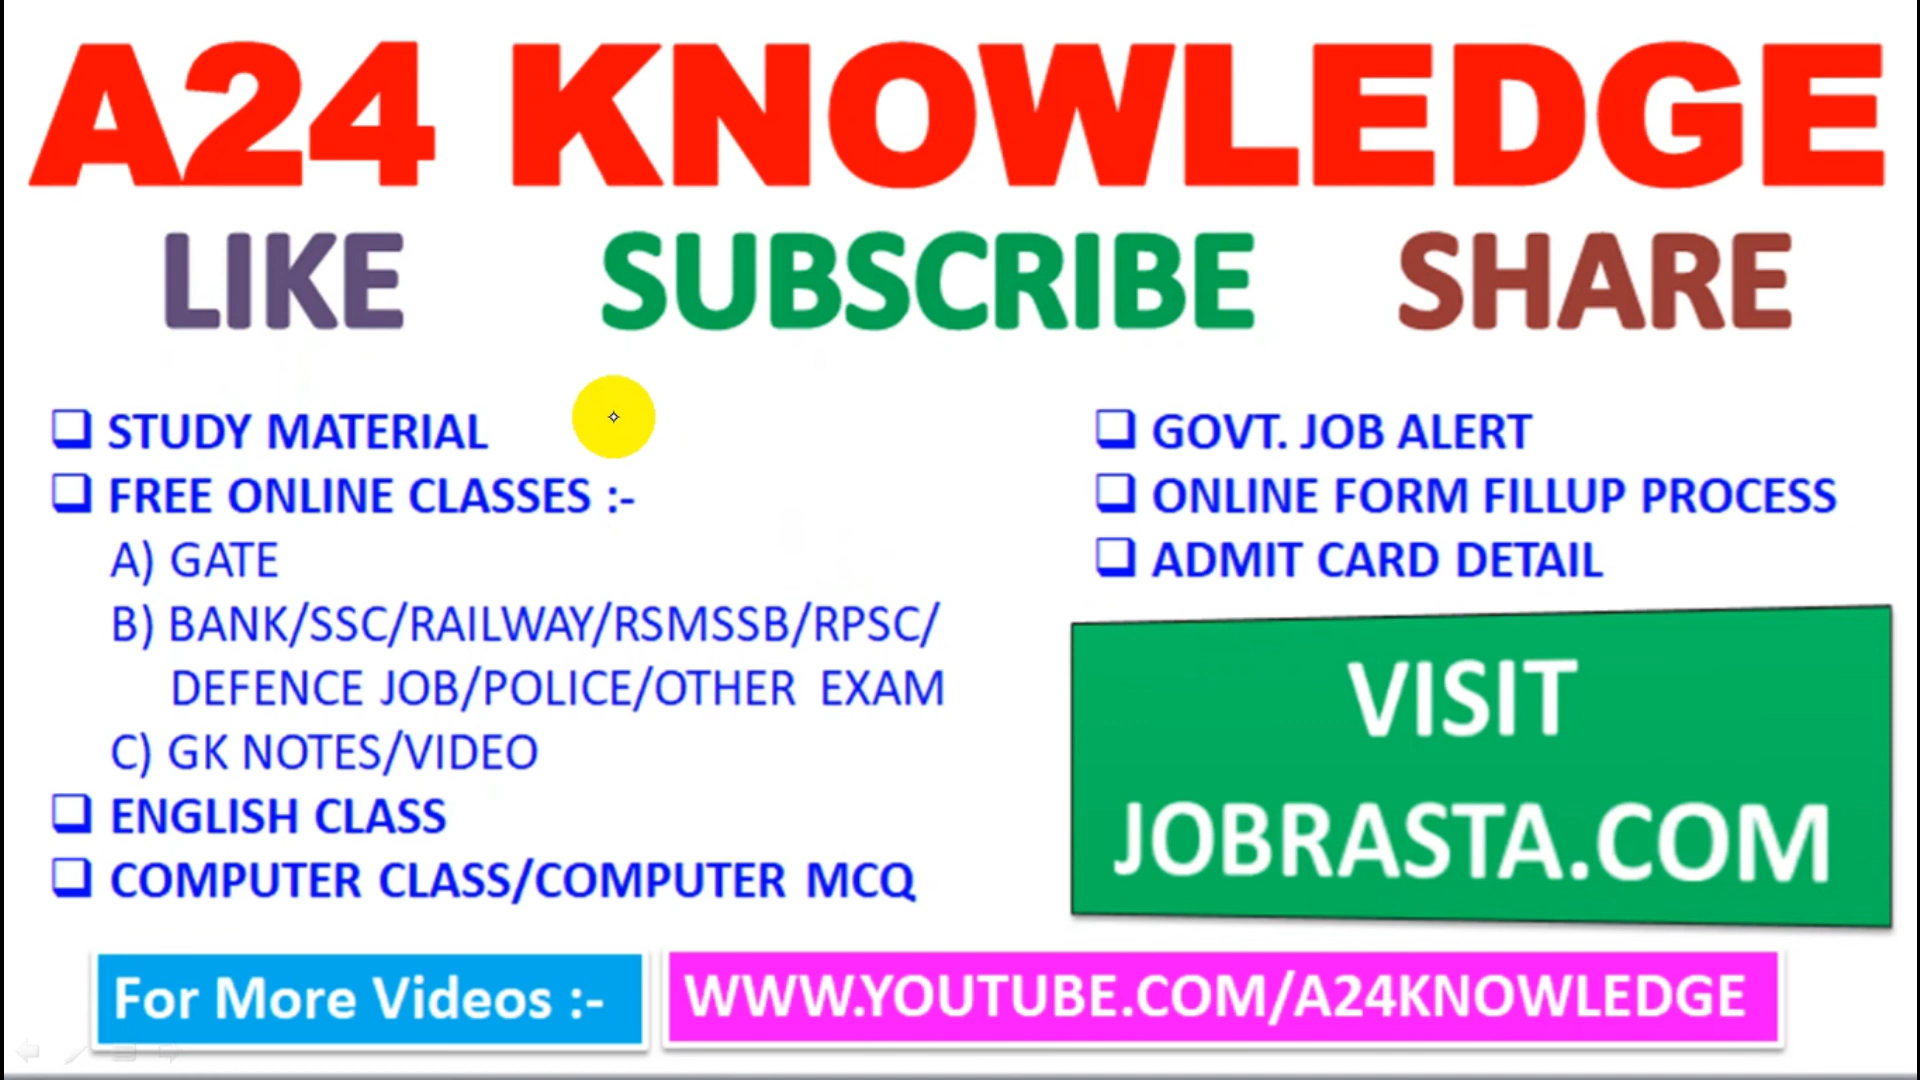 A24 KNOWLEDGE
LIKE SUBSCRIBE SHARE
STUDY MATERIAL
FREE ONLINE CLASSES :-
A) GATE
B) BANK/SSC/RAILWAY/RSMSSB/RPSC/
DEFENCE JOB/POLICE/OTHER EXAM
C) GK NOTES/VIDEO
ENGLISH CLASS
COMPUTER CLASS/COMPUTER MCQ
GOVT. JOB ALERT
ONLINE FORM FILLUP PROCESS
ADMIT CARD DETAIL
VISIT
JOBRASTA.COM
For More Videos :-
WWW.YOUTUBE.COM/A24KNOWLEDGE